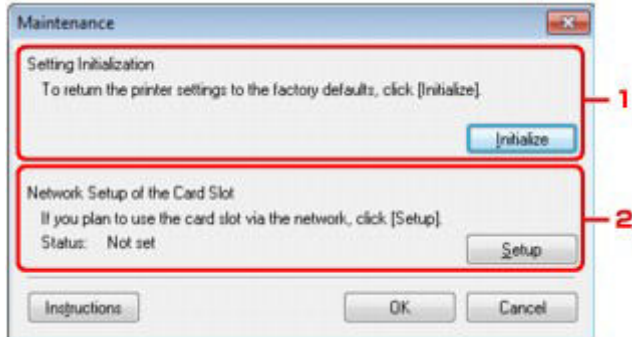 Maintenance
Setting Initialization
To return the printer settings to the factory defaults, click [Initialize].
1
Initialize
Network Setup of the Card Slot
If you plan to use the card slot via the network, click [Setup].
2
Status: Not set
Setup
Instructions OK Cancel